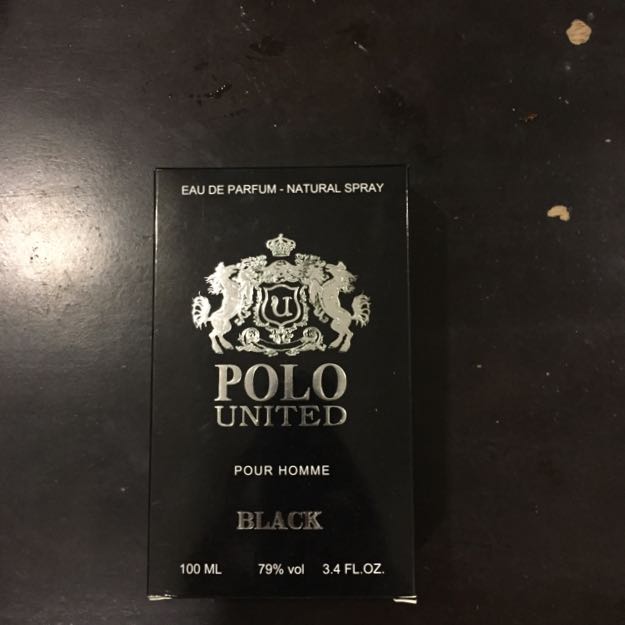 EAU DE PARFUM - NATURAL SPRAY
U
POLO
UNITED
POUR HOMME
BLACK
100 ML 79% vol 3.4 FL.OZ.